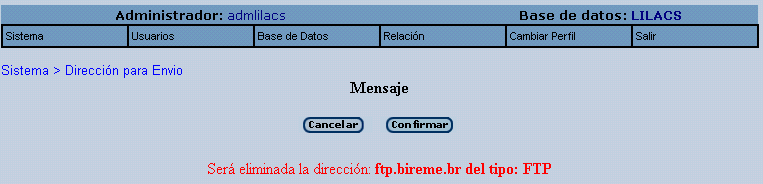 Administrador: admlilacs Base de datos: LILACS
Sistema Usuarios Base de Datos Relación Cambiar Perfil Salir
Sistema > Dirección para Envio
Mensaje
Cancelar Confirmar
Será eliminada la dirección: ftp.bireme.br del tipo: FTP